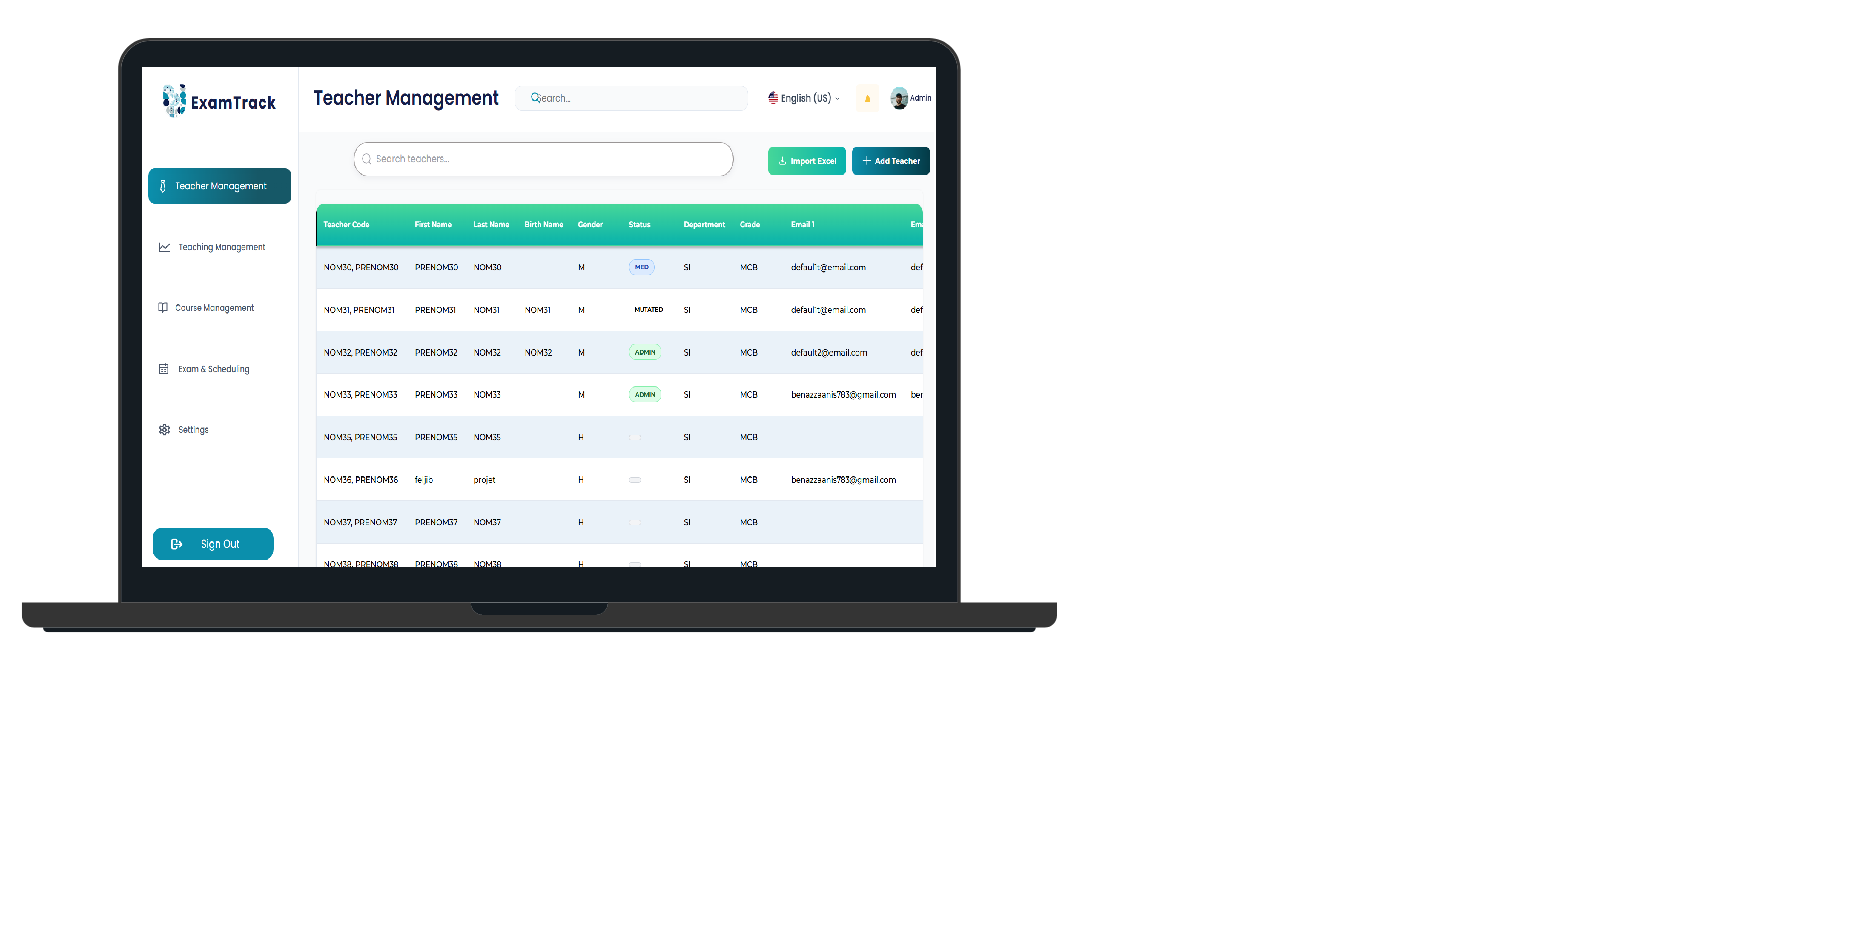 ExamTrack
Teacher Management
Search...
English (US)
Admin
Search teachers...
Import Excel
Add Teacher
Teacher Management
Teaching Management
Course Management
Exam & Scheduling
Settings
Sign Out
Teacher Code First Name Last Name Birth Name Gender Status Department Grade Email 1 Ema
NOM30, PRENOM30 PRENOM30 NOM30 M MED SI MCB default@email.com def
NOM31, PRENOM31 PRENOM31 NOM31 NOM31 M MUTATED SI MCB default@email.com def
NOM32, PRENOM32 PRENOM32 NOM32 NOM32 M ADMIN SI MCB default2@email.com def
NOM33, PRENOM33 PRENOM33 NOM33 M ADMIN SI MCB benazzaanis783@gmail.com ben
NOM35, PRENOM35 PRENOM35 NOM35 H SI MCB
NOM36, PRENOM36 projet H SI MCB benazzaanis783@gmail.com
NOM37, PRENOM37 PRENOM37 NOM37 H SI MCB
NOM38, PRENOM38 PRENOM38 NOM38 H SI MCB